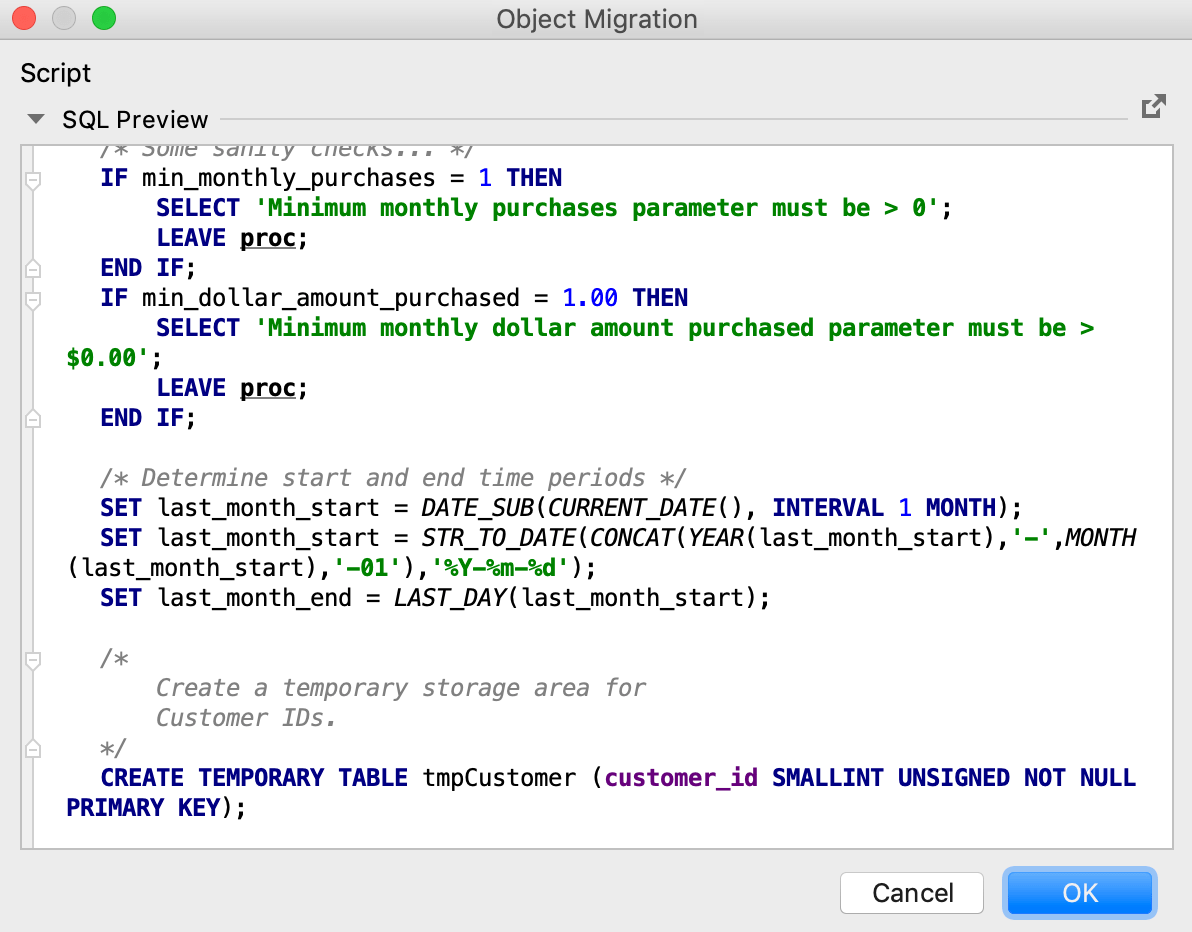 Object Migration
Script
SQL Preview
/* Some sanity checks... */
IF min_monthly_purchases = 1 THEN
SELECT 'Minimum monthly purchases parameter must be > 0';
LEAVE proc;
END IF;
IF min_dollar_amount_purchased = 1.00 THEN
SELECT 'Minimum monthly dollar amount purchased parameter must be >
$0.00';
LEAVE proc;
END IF;
/* Determine start and end time periods */
SET last_month_start = DATE_SUB(CURRENT_DATE(), INTERVAL 1 MONTH);
SET last_month_start = STR_TO_DATE(CONCAT(YEAR(last_month_start),'-',MONTH
(last_month_start),'-01'),'%Y-%m-%d');
SET last_month_end = LAST_DAY(last_month_start);
/*
Create a temporary storage area for
Customer IDs.
*/
CREATE TEMPORARY TABLE tmpCustomer (customer_id SMALLINT UNSIGNED NOT NULL
PRIMARY KEY);
Cancel
OK